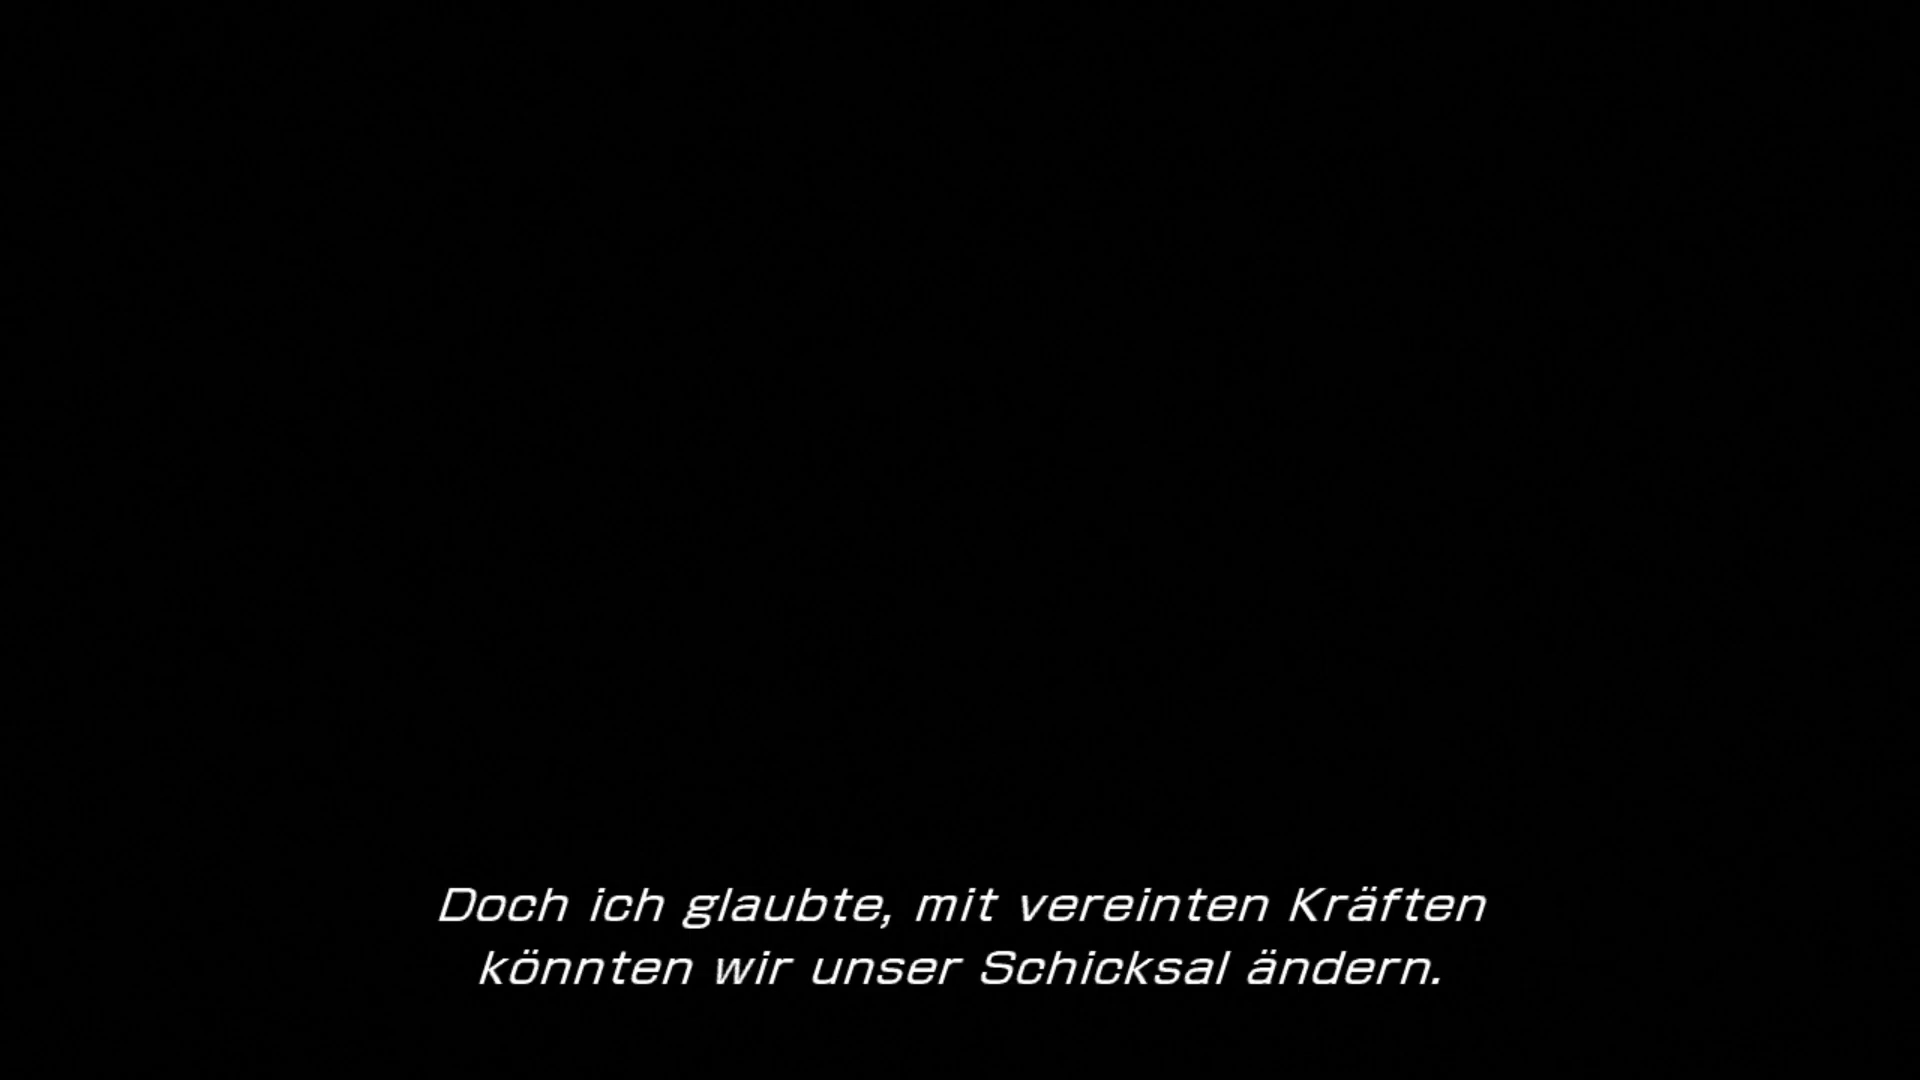 Doch ich glaubte, mit vereinten Kräften
könnten wir unser Schicksal ändern.